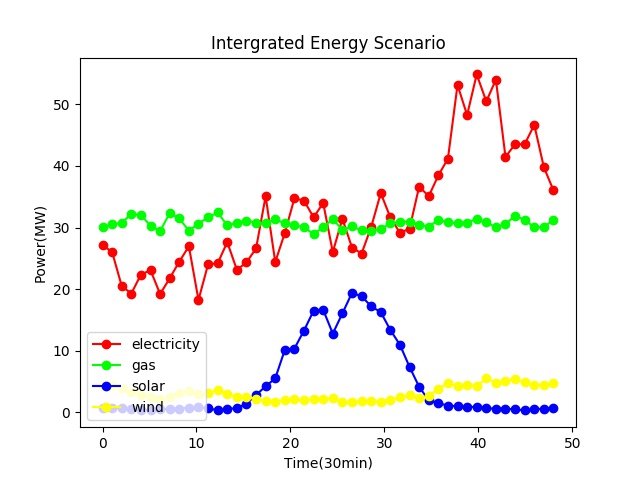 Intergrated Energy Scenario
Power(MW)
50
40
30
20
10
0
electricity
gas
solar
wind
0 10 20 30 40 50
Time(30min)